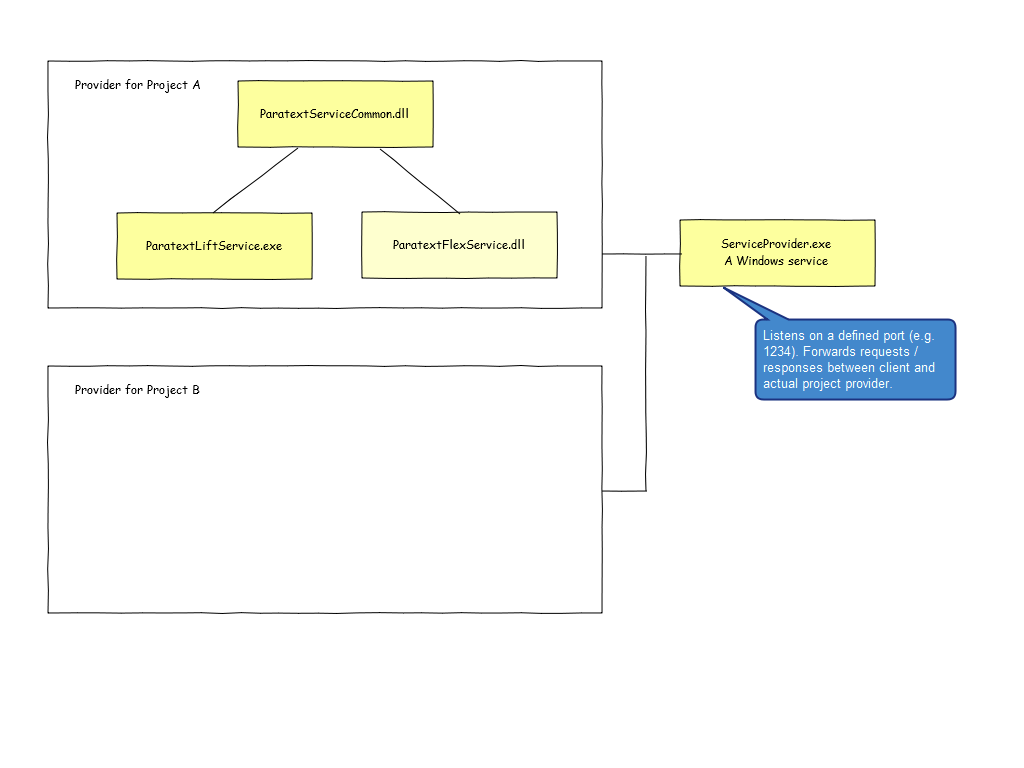 Provider for Project A
ParatextServiceCommon.dll
ParatextLiftService.exe
ParatextFlexService.dll
ServiceProvider.exe
A Windows service
Listens on a defined port (e.g.
1234). Forwards requests /
responses between client and
actual project provider.
Provider for Project B